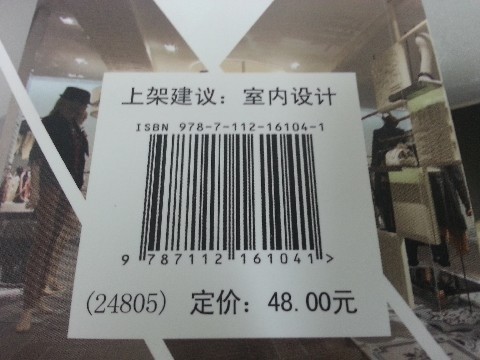 上架建议：室内设计
ISBN 978-7-112-16104-1
9 787112 161041 >
(24805) 定价：48.00元